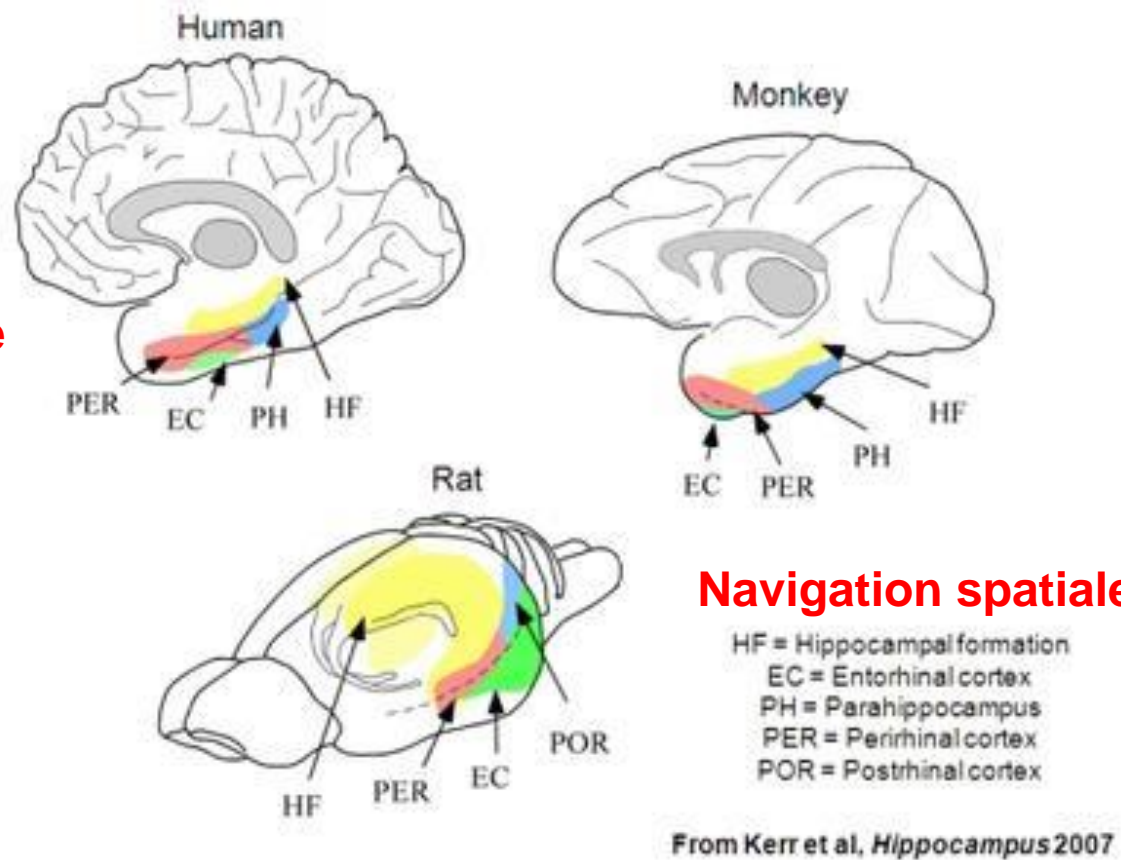 Human
Monkey
e
PER
EC
PH
HF
HF
PH
EC
PER
Rat
Navigation spatiale
HF = Hippocampal formation
EC = Entorhinal cortex
PH = Parahippocampus
PER = Perirhinal cortex
POR = Postrhinal cortex
POR
EC
PER
HF
From Kerr et al, Hippocampus 2007